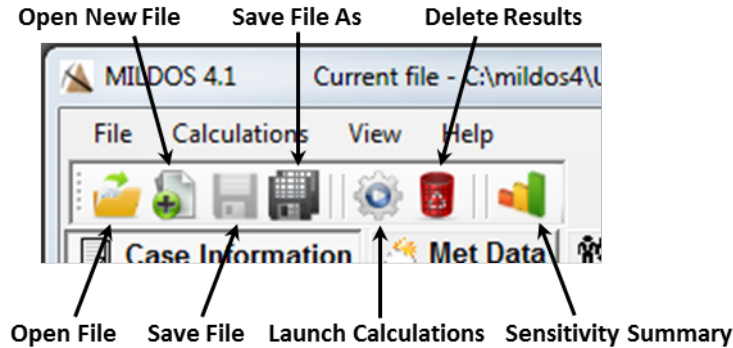 Open New File Save File As Delete Results
MILDOS 4.1 Current file - C:\mildos4\U
File Calculations View Help
Case Information Met Data
Open File Save File Launch Calculations Sensitivity Summary